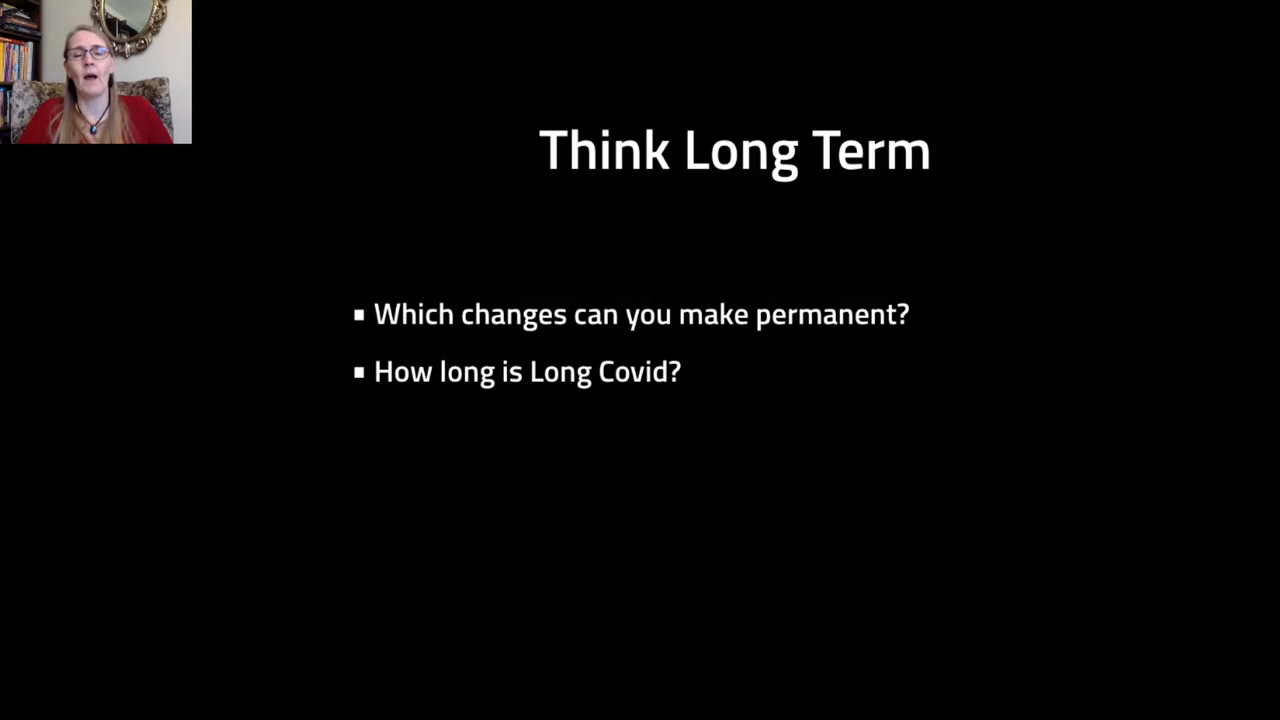 Think Long Term
▪ Which changes can you make permanent?
▪ How long is Long Covid?